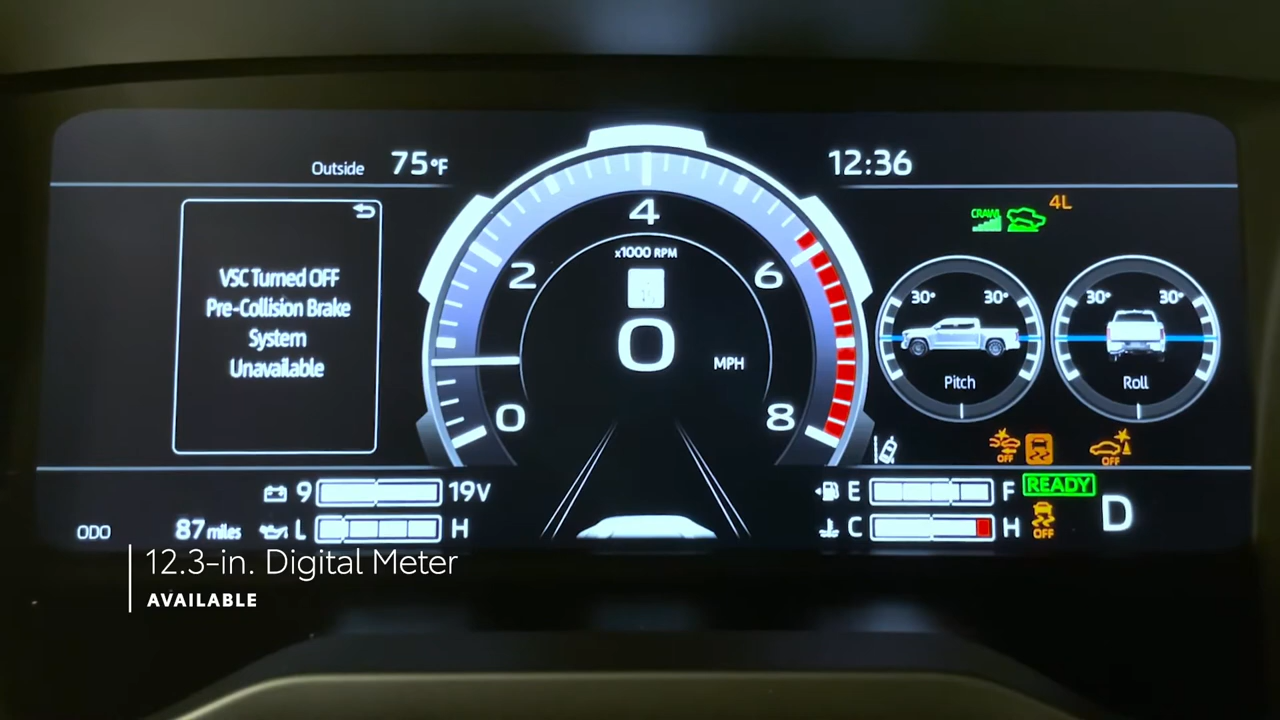 Outside 75°F
12:36
CRAWL
4L
VSC Turned OFF
Pre-Collision Brake
System
Unavailable
0
2
4
6
8
x1000 RPM
0
MPH
30° 30°
Pitch
30° 30°
Roll
OFF
OFF
9 19V
E F
READY
D
ODO 87 miles
L H
C H
OFF
12.3-in. Digital Meter
AVAILABLE